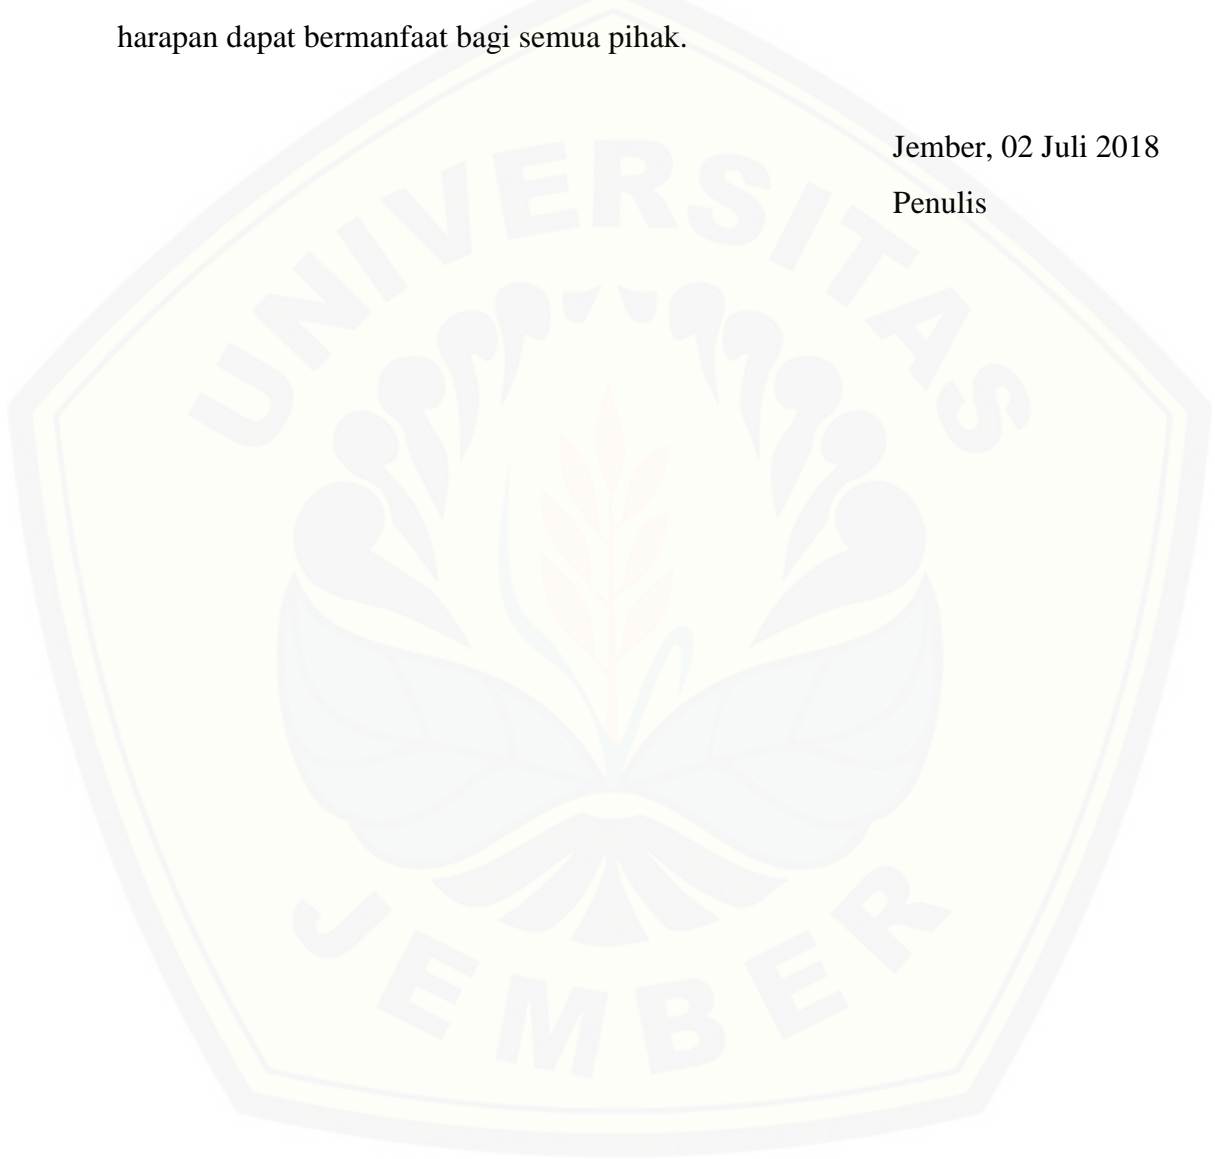 harapan dapat bermanfaat bagi semua pihak.
Jember, 02 Juli 2018
Penulis
UNIVERSITAS
JEMBER